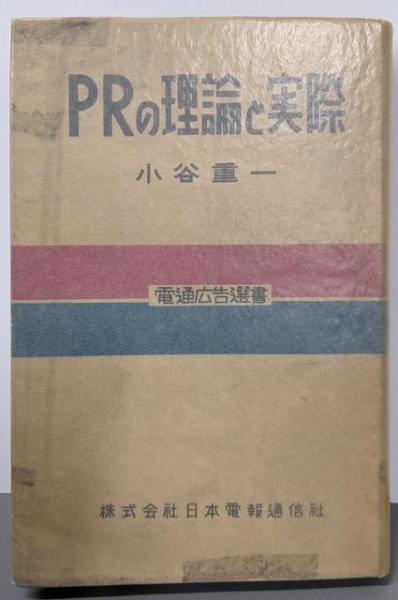 PRの理論と実際
小谷重一
電通広告選書
株式会社日本電報通信社